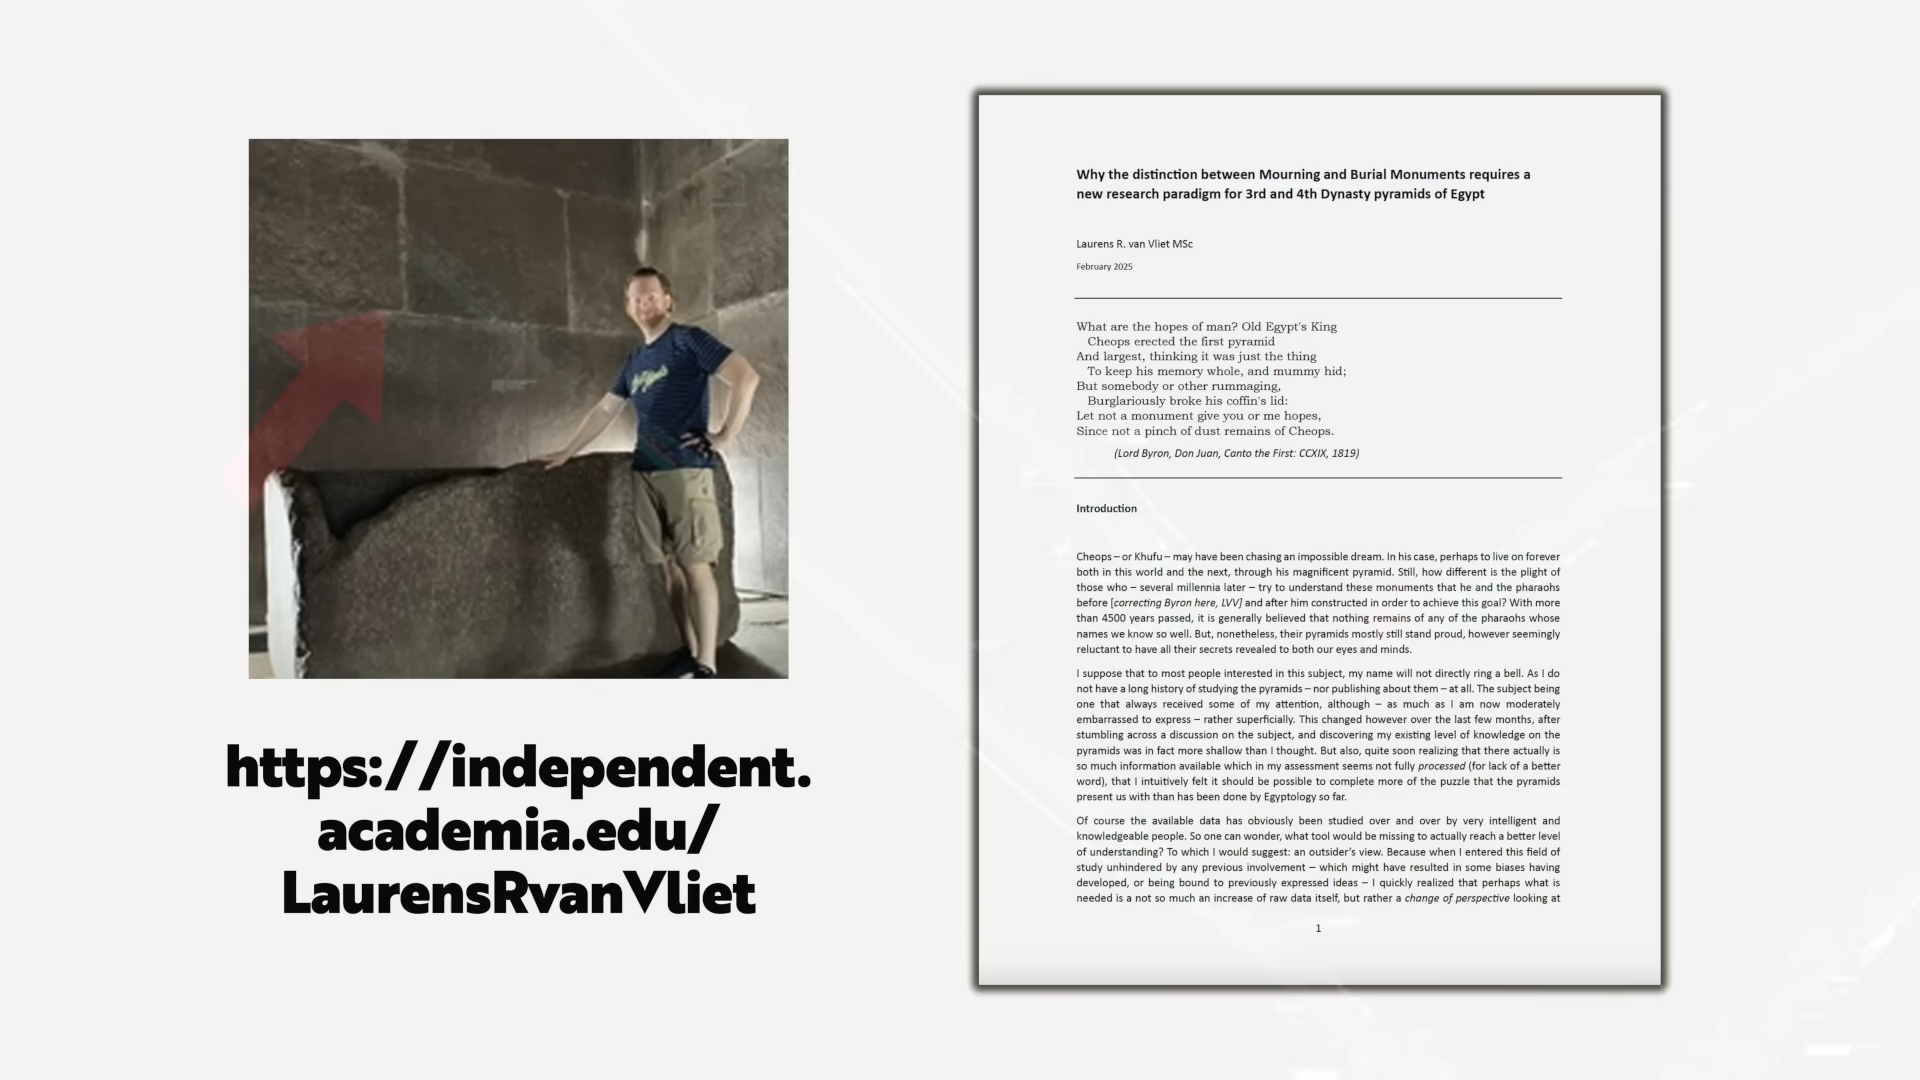 https://independent.
academia.edu/
LaurensRvanVliet
Why the distinction between Mourning and Burial Monuments requires a
new research paradigm for 3rd and 4th Dynasty pyramids of Egypt
Laurens R. van Vliet MSc
February 2025
What are the hopes of man? Old Egypt's King
Cheops erected the first pyramid
And largest, thinking it was just the thing
To keep his memory whole, and mummy hid;
But somebody or other rummaging,
Burglariously broke his coffin's lid:
Let not a monument give you or me hopes,
Since not a pinch of dust remains of Cheops.
(Lord Byron, Don Juan, Canto the First: CCXIX, 1819)
Introduction
Cheops – or Khufu – may have been chasing an impossible dream. In his case, perhaps to live on forever
both in this world and the next, through his magnificent pyramid. Still, how different is the plight of
those who – several millennia later – try to understand these monuments that he and the pharaohs
before [correcting Byron here, LVV] and after him constructed in order to achieve this goal? With more
than 4500 years passed, it is generally believed that nothing remains of any of the pharaohs whose
names we know so well. But, nonetheless, their pyramids mostly still stand proud, however seemingly
reluctant to have all their secrets revealed to both our eyes and minds.
I suppose that to most people interested in this subject, my name will not directly ring a bell. As I do
not have a long history of studying the pyramids – nor publishing about them – at all. The subject being
one that always received some of my attention, although – as much as I am now moderately
embarrassed to express – rather superficially. This changed however over the last few months, after
stumbling across a discussion on the subject, and discovering my existing level of knowledge on the
pyramids was in fact more shallow than I thought. But also, quite soon realizing that there actually is
so much information available which in my assessment seems not fully processed (for lack of a better
word), that I intuitively felt it should be possible to complete more of the puzzle that the pyramids
present us with than has been done by Egyptology so far.
Of course the available data has obviously been studied over and over by very intelligent and
knowledgeable people. So one can wonder, what tool would be missing to actually reach a better level
of understanding? To which I would suggest: an outsider's view. Because when I entered this field of
study unhindered by any previous involvement – which might have resulted in some biases having
developed, or being bound to previously expressed ideas – I quickly realized that perhaps what is
needed is a not so much an increase of raw data itself, but rather a change of perspective looking at
1